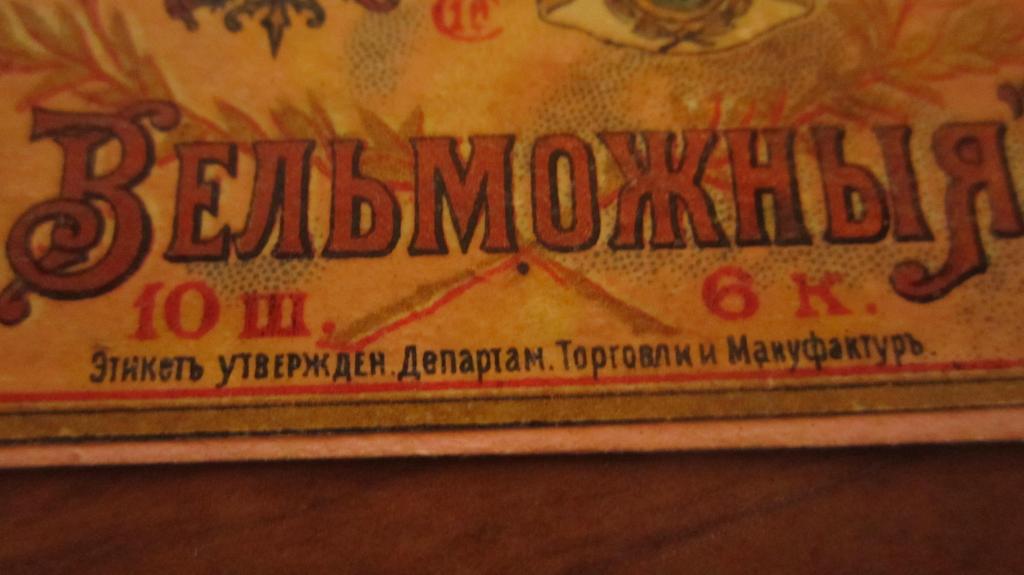 Вельможныя
10 ш. 6 к.
Этикетъ утвержден. Департам. Торговли и Мануфактуръ.